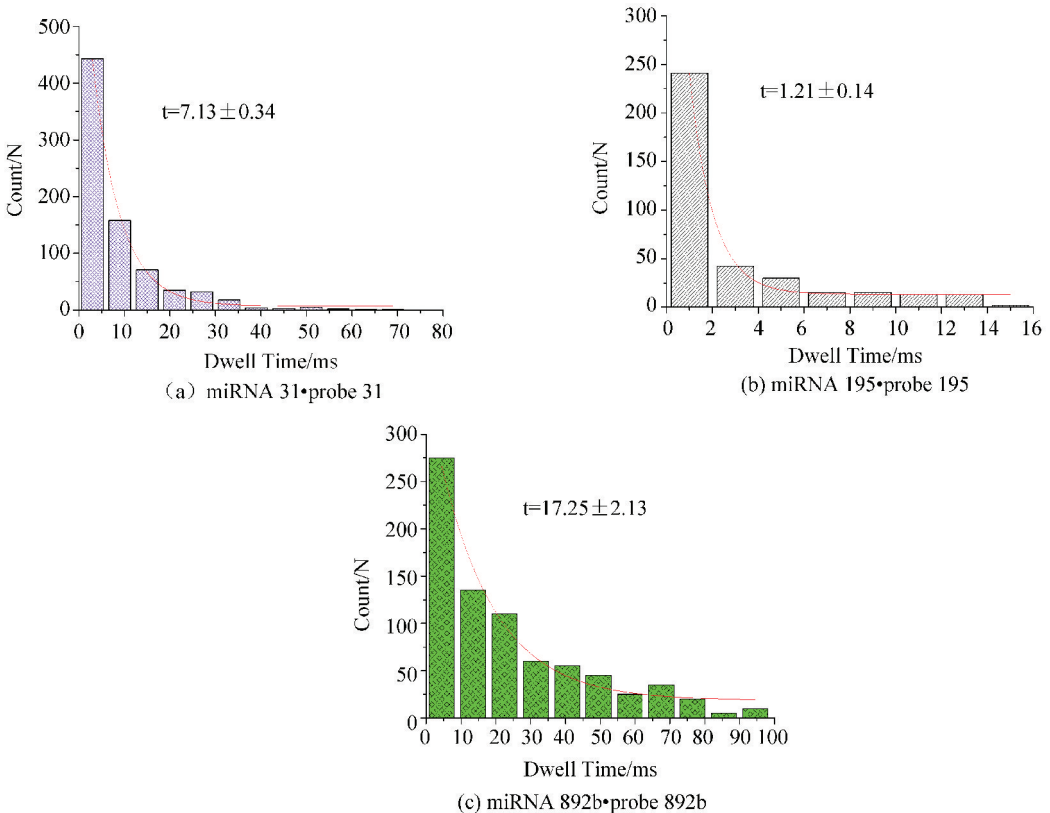 500
400
300
200
100
0
Count/N
t=7.13±0.34
0 10 20 30 40 50 60 70 80
Dwell Time/ms
（a）miRNA 31•probe 31
300
250
200
150
100
50
0
Count/N
t=1.21±0.14
0 2 4 6 8 10 12 14 16
Dwell Time/ms
(b) miRNA 195•probe 195
300
250
200
150
100
50
0
Count/N
t=17.25±2.13
0 10 20 30 40 50 60 70 80 90 100
Dwell Time/ms
(c) miRNA 892b•probe 892b